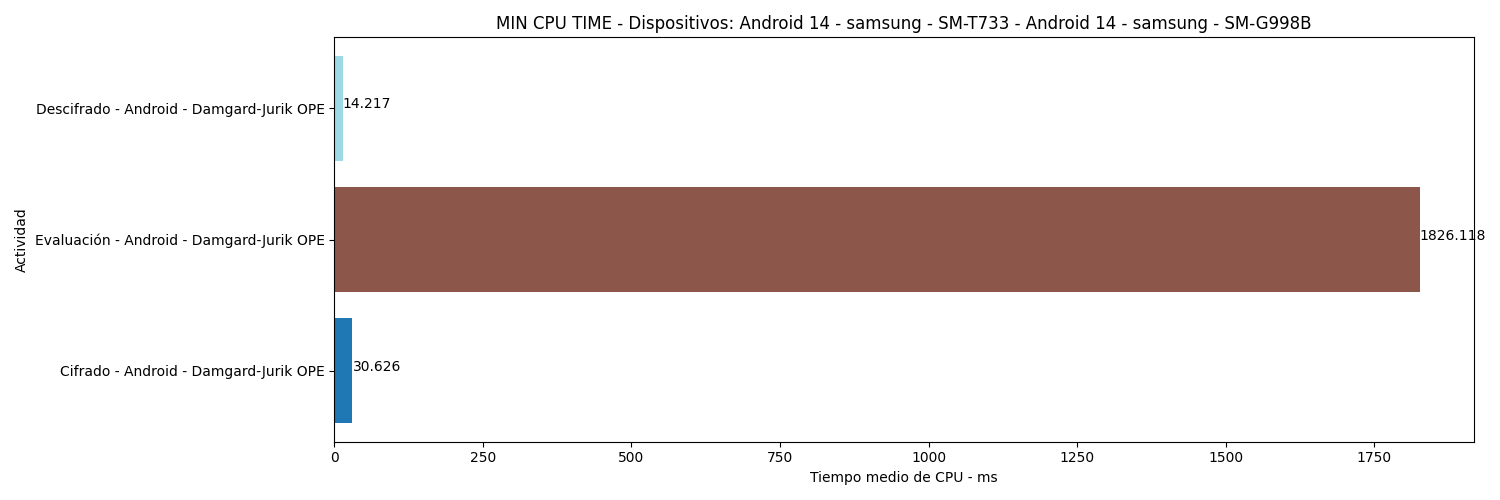 MIN CPU TIME - Dispositivos: Android 14 - samsung - SM-T733 - Android 14 - samsung - SM-G998B
Descifrado - Android - Damgard-Jurik OPE
14.217
Evaluación - Android - Damgard-Jurik OPE
1826.118
Cifrado - Android - Damgard-Jurik OPE
30.626
Actividad
0 250 500 750 1000 1250 1500 1750
Tiempo medio de CPU - ms